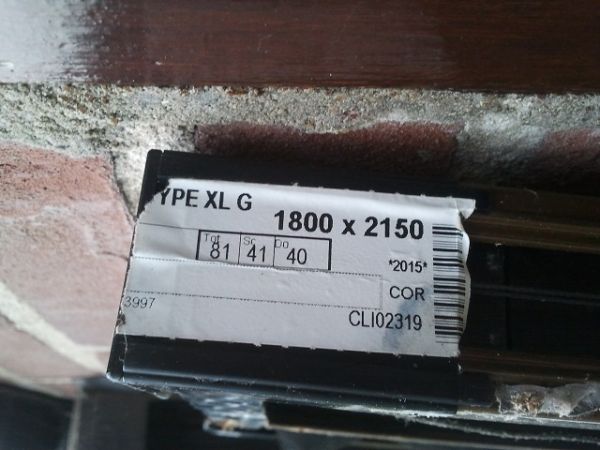 YPE XL G
1800 x 2150
Tot Sc Do
81 41 40
*2015*
COR
3997
CLI02319